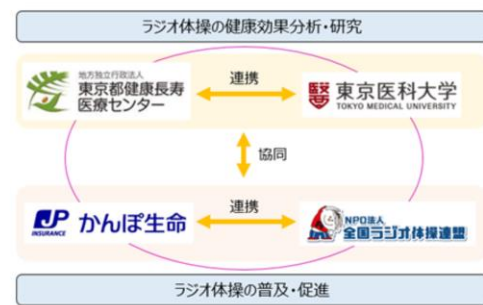 ラジオ体操の健康効果分析・研究
地方独立行政法人
東京都健康長寿
医療センター
連携
醫
東京医科大学
TOKYO MEDICAL UNIVERSITY
協同
JP
INSURANCE
かんぽ生命
連携
NPO法人
全国ラジオ体操連盟
ラジオ体操の普及・促進